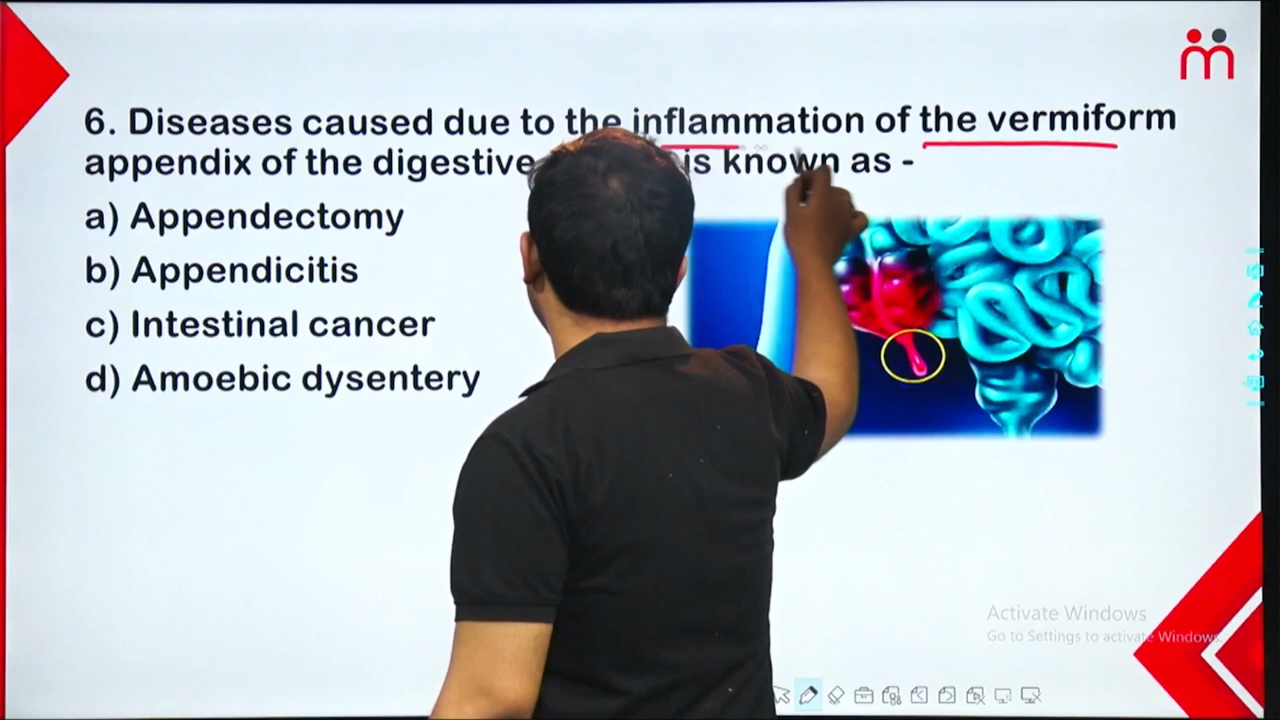 6. Diseases caused due to the inflammation of the vermiform
appendix of the digestive is known as -
a) Appendectomy
b) Appendicitis
c) Intestinal cancer
d) Amoebic dysentery
Activate Windows
Go to Settings to activate Windows.